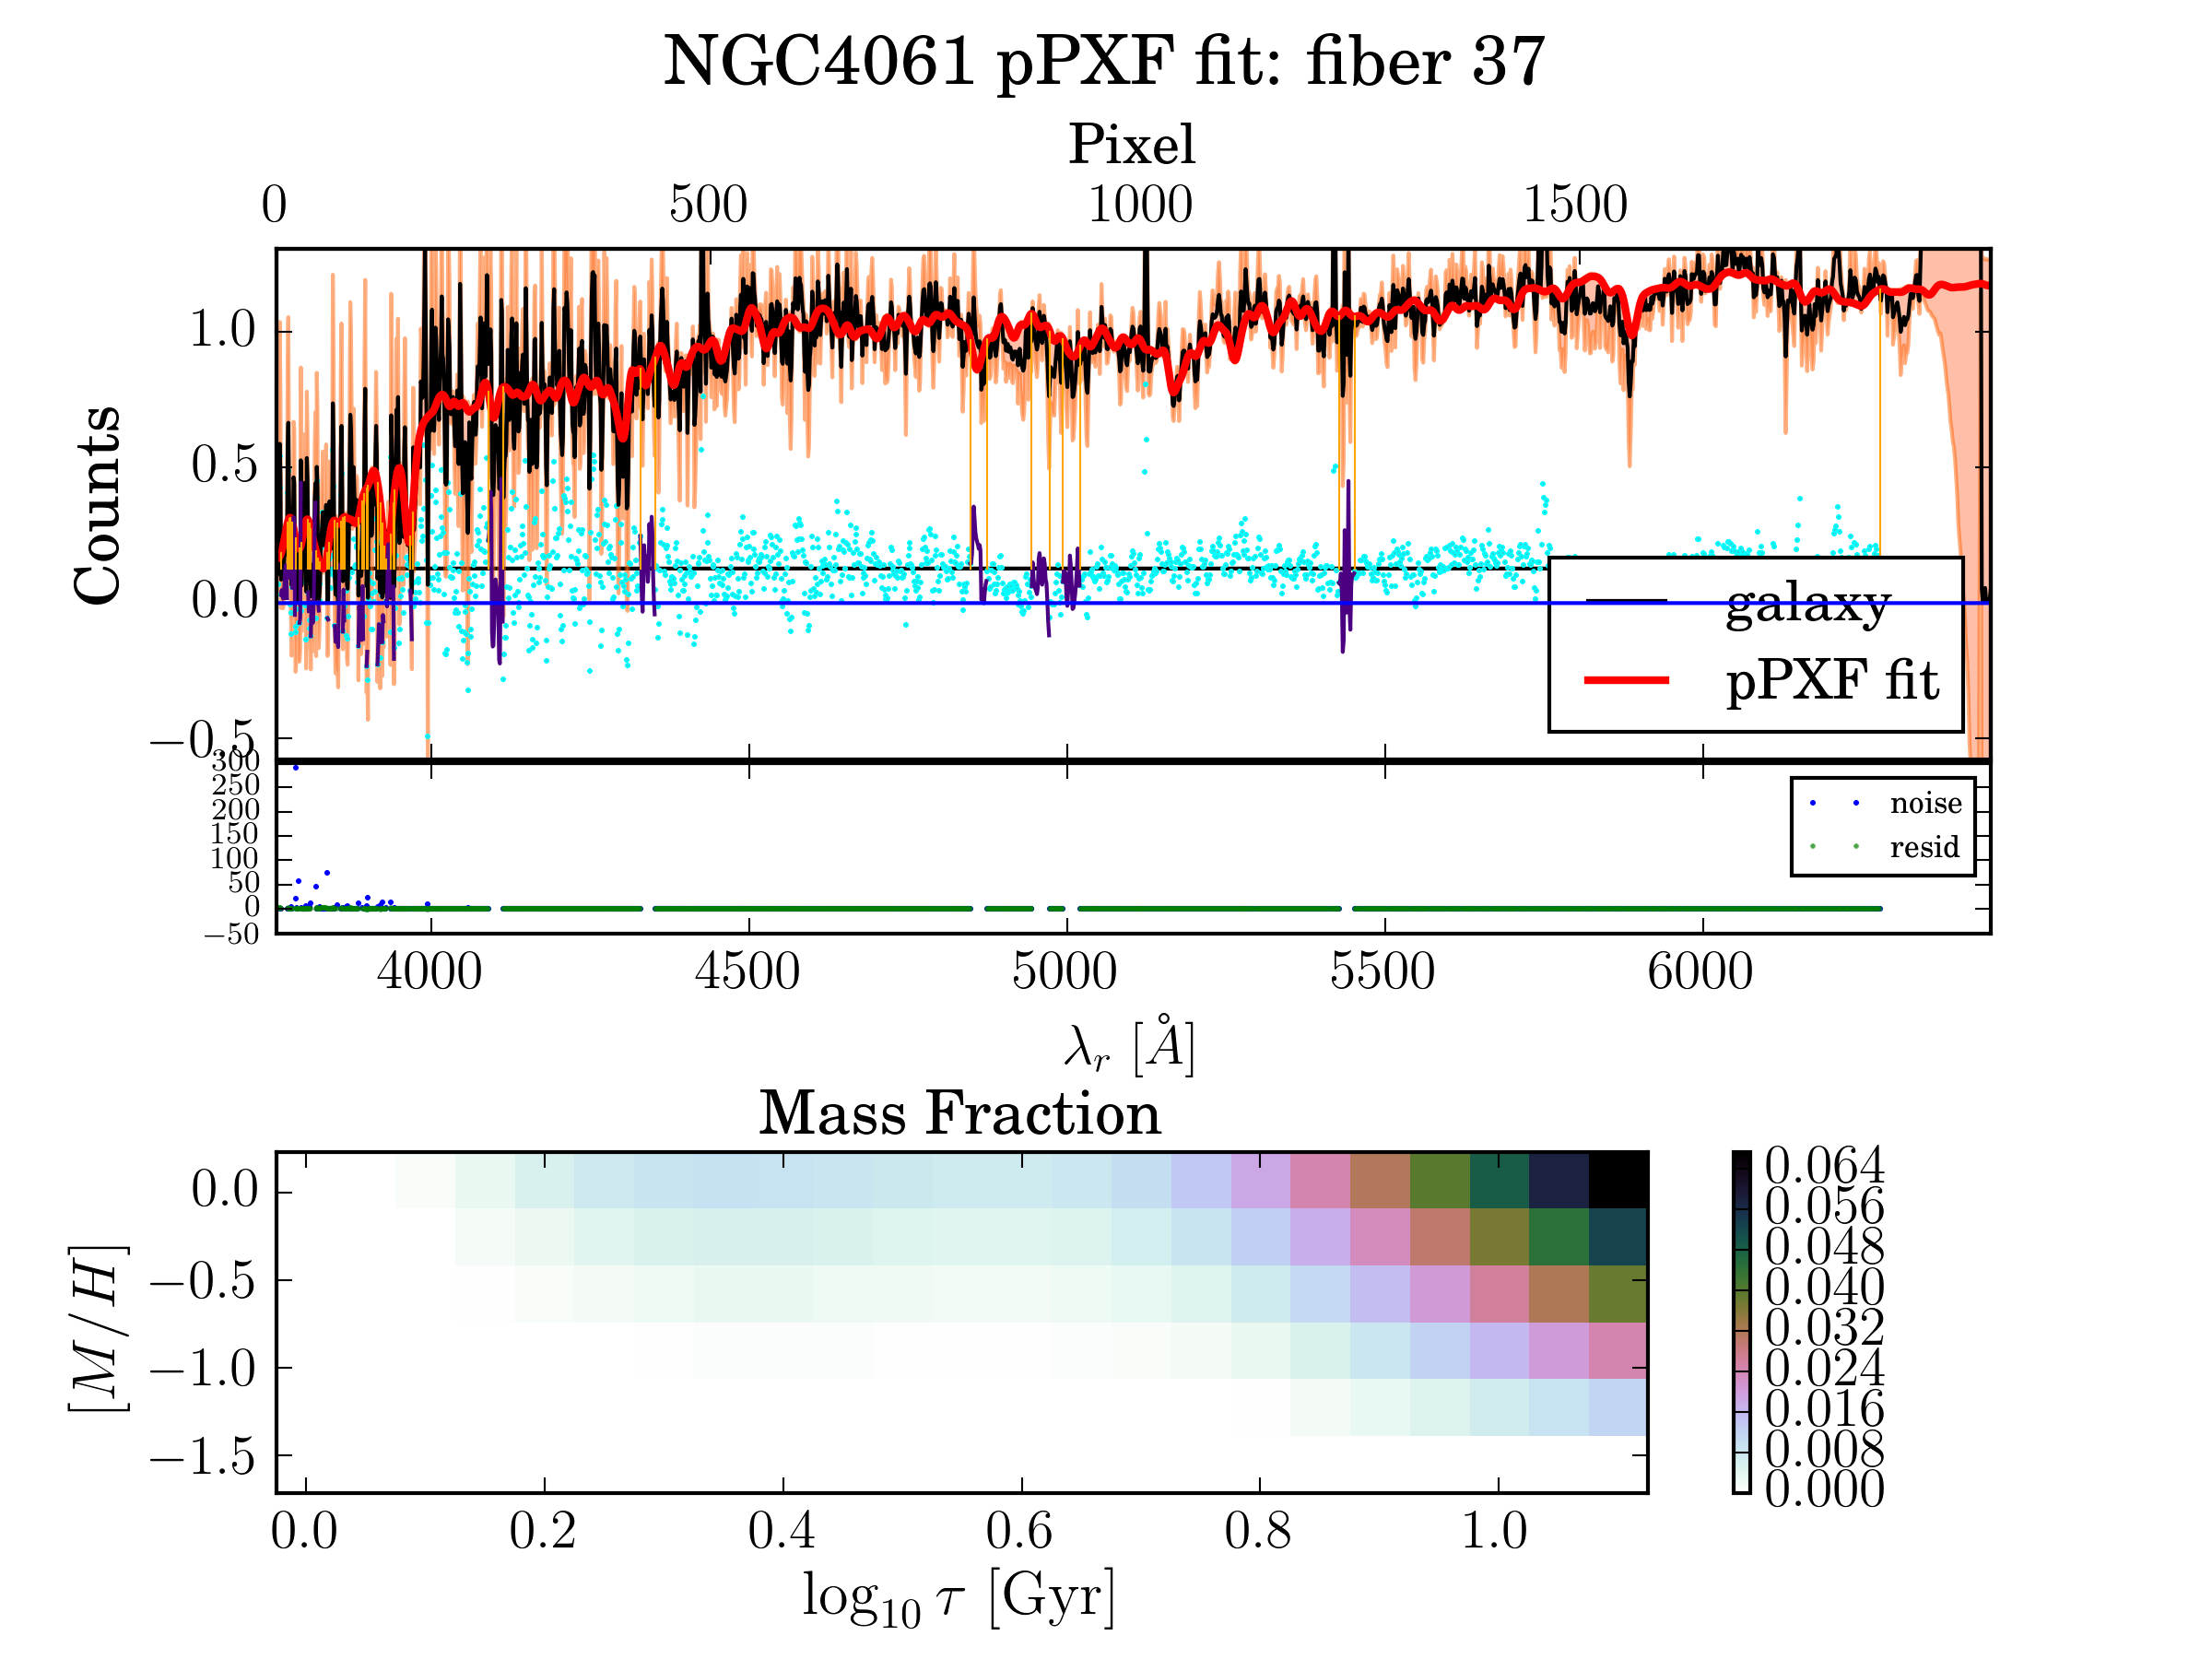 NGC4061 pPXF fit: fiber 37
Pixel
0 500 1000 1500
Counts
1.0
0.5
0.0
−0.5
galaxy
pPXF fit
300
250
200
150
100
50
0
−50
noise
resid
4000 4500 5000 5500 6000
λr [Å]
Mass Fraction
[M/H]
0.0
−0.5
−1.0
−1.5
0.064
0.056
0.048
0.040
0.032
0.024
0.016
0.008
0.000
0.0 0.2 0.4 0.6 0.8 1.0
log10 τ [Gyr]